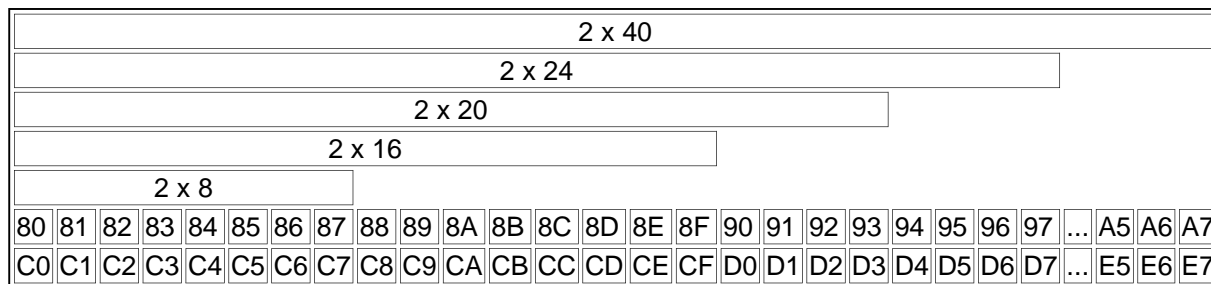 2 x 40
2 x 24
2 x 20
2 x 16
2 x 8
80 81 82 83 84 85 86 87 88 89 8A 8B 8C 8D 8E 8F 90 91 92 93 94 95 96 97 ... A5 A6 A7
C0 C1 C2 C3 C4 C5 C6 C7 C8 C9 CA CB CC CD CE CF D0 D1 D2 D3 D4 D5 D6 D7 ... E5 E6 E7